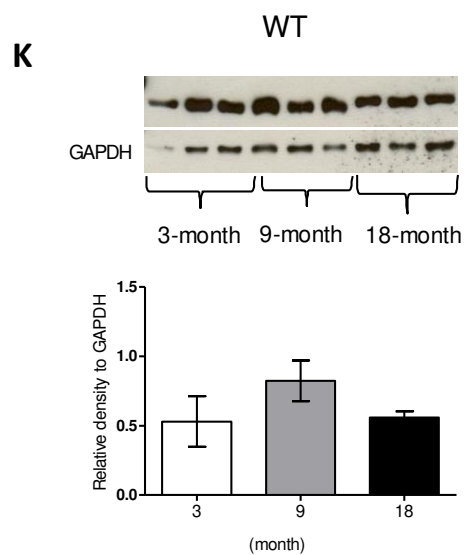 WT
K
GAPDH
3-month 9-month 18-month
Relative density to GAPDH
1.5
1.0
0.5
0.0
3 9 18
(month)